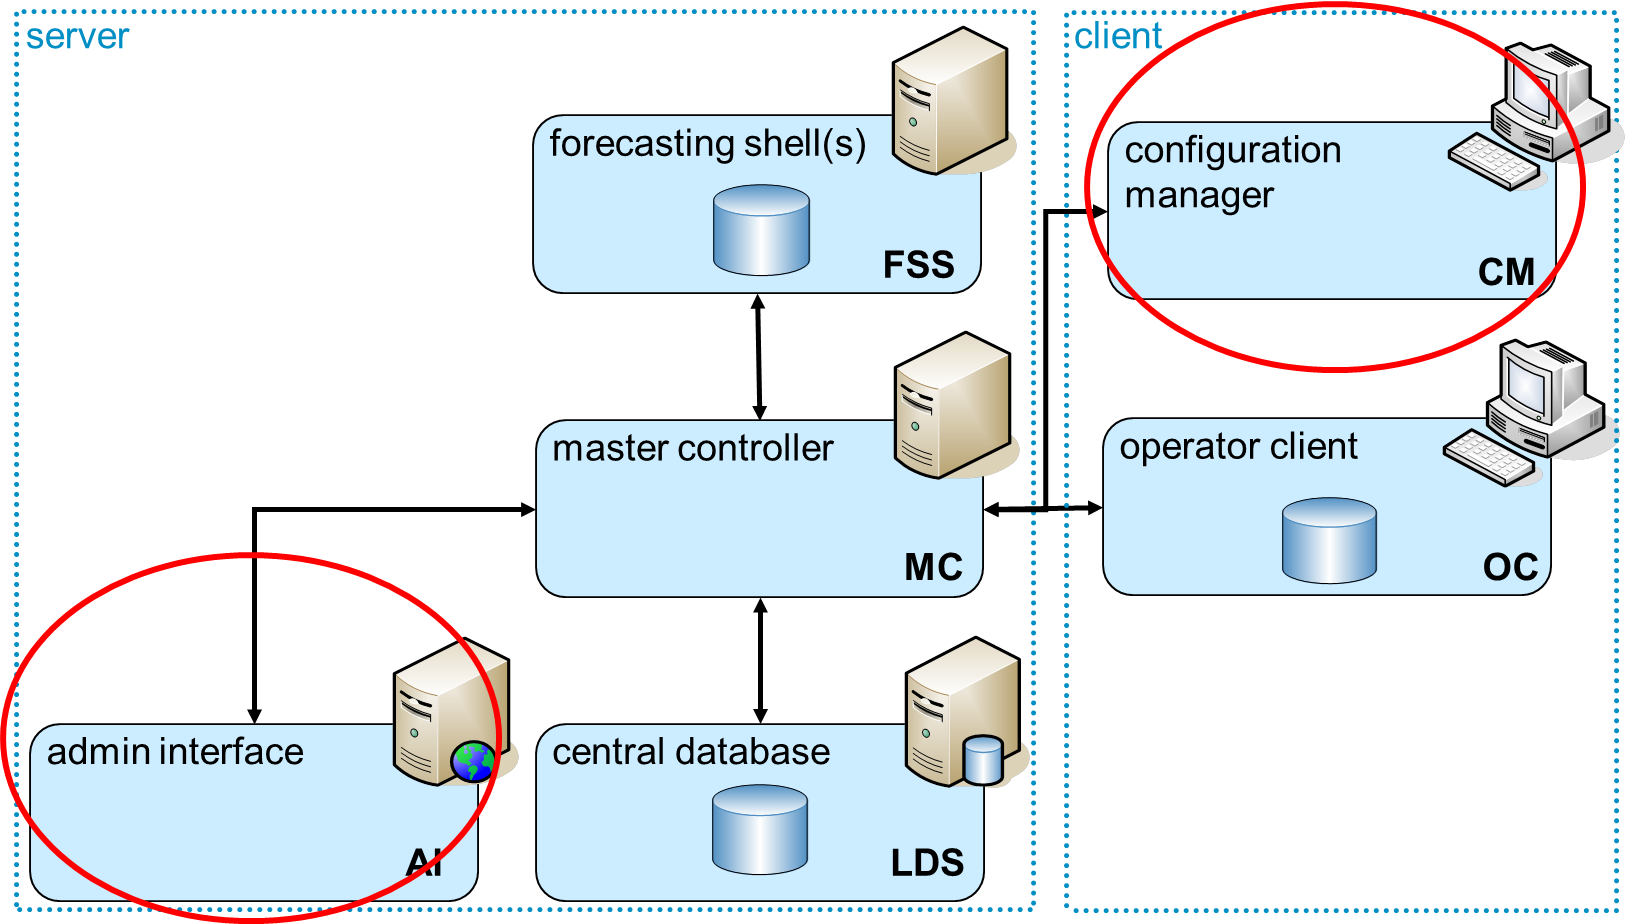 server
client
forecasting shell(s)
FSS
configuration
manager
CM
master controller
MC
operator client
OC
admin interface
AI
central database
LDS